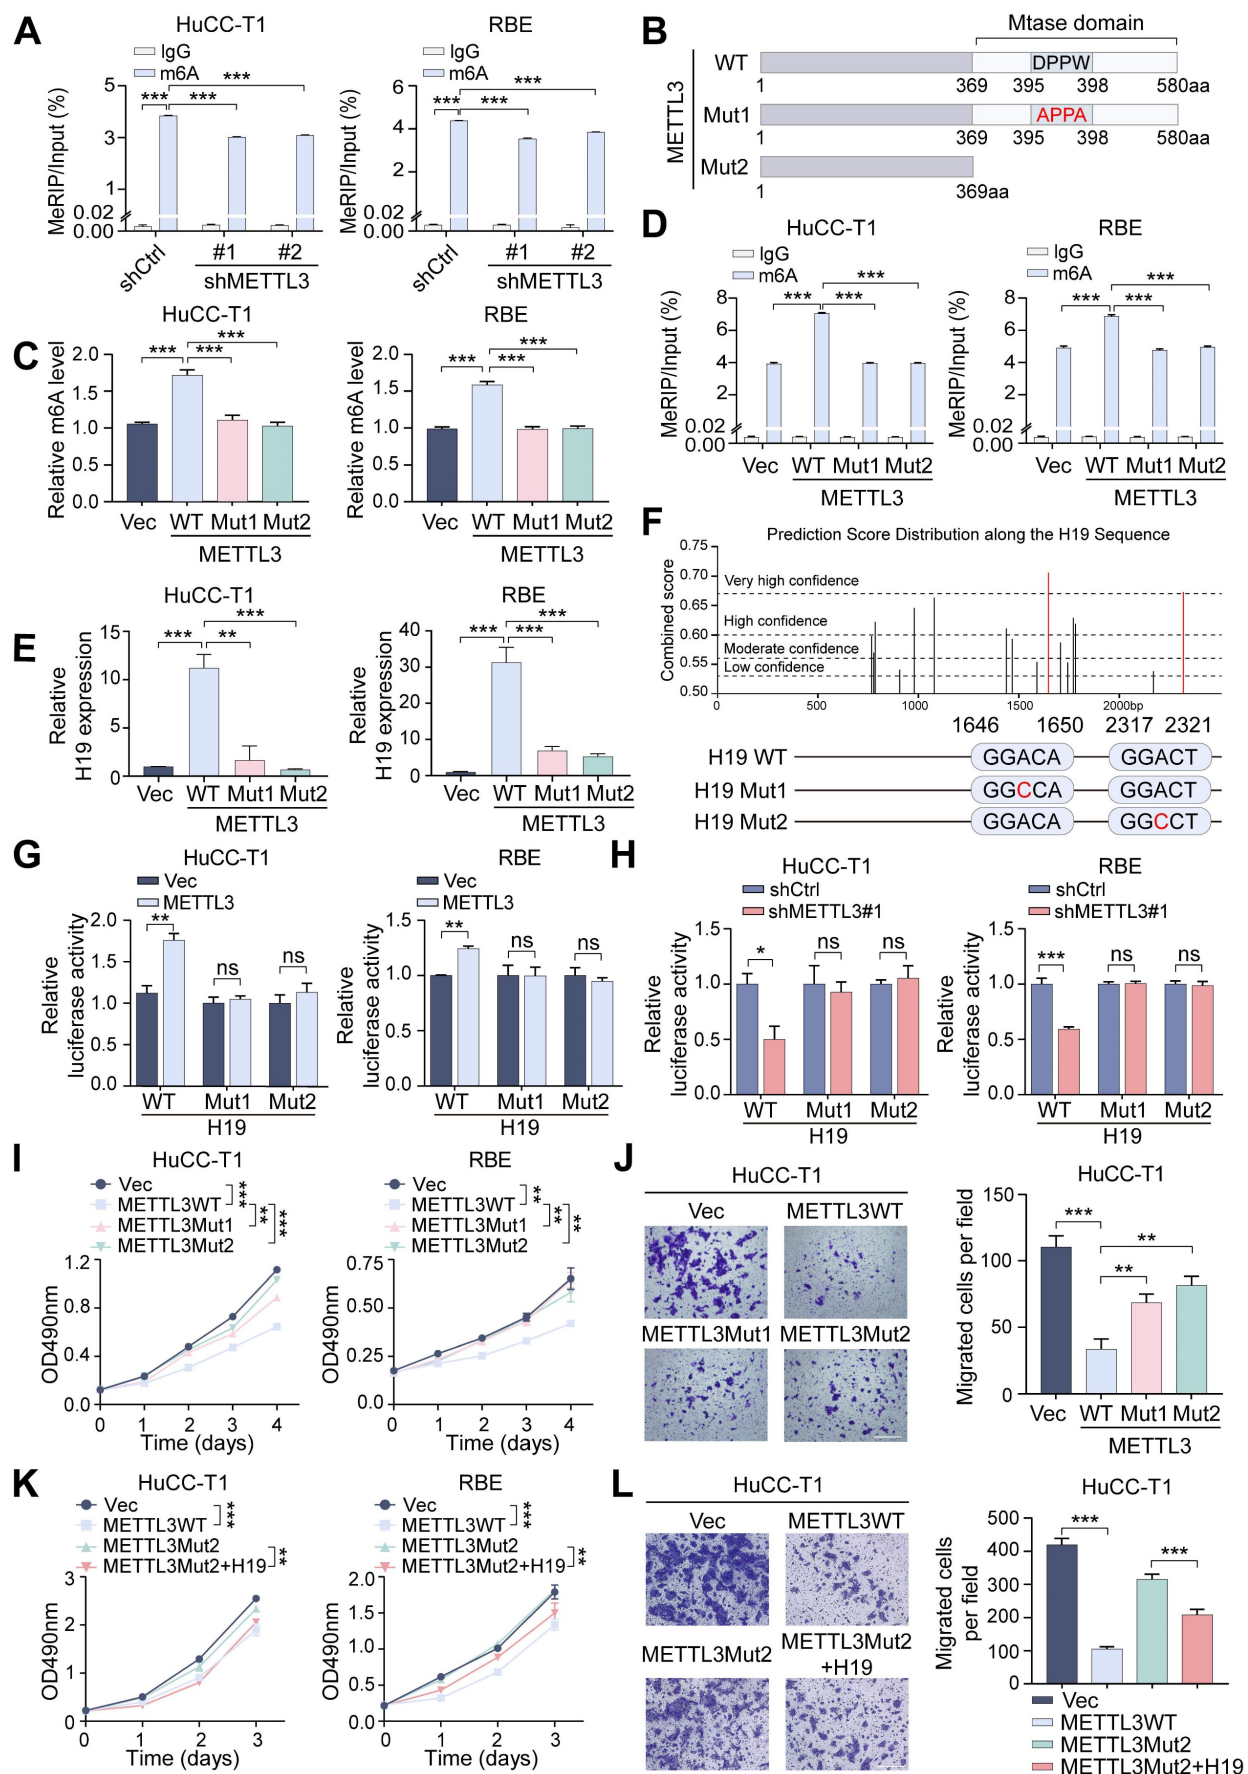 A
HuCC-T1
IgG
m6A
MeRIP/Input (%)
5
3
1
0.02
0.00
***
***
***
shCtrl
#1
#2
shMETTL3
RBE
IgG
m6A
MeRIP/Input (%)
6
4
2
0.02
0.00
***
***
***
shCtrl
#1
#2
shMETTL3
B
Mtase domain
METTL3
WT
DPPW
1
369
395
398
580aa
Mut1
APPA
1
369
395
398
580aa
Mut2
1
369aa
C
HuCC-T1
Relative m6A level
2.0
1.5
1.0
0.5
0.0
***
***
***
Vec
WT
Mut1
Mut2
METTL3
RBE
Relative m6A level
2.0
1.5
1.0
0.5
0.0
***
***
***
Vec
WT
Mut1
Mut2
METTL3
D
HuCC-T1
IgG
m6A
MeRIP/Input (%)
8
6
4
2
0.02
0.00
***
***
***
Vec
WT
Mut1
Mut2
METTL3
RBE
IgG
m6A
MeRIP/Input (%)
8
6
4
2
0.02
0.00
***
***
***
Vec
WT
Mut1
Mut2
METTL3
E
HuCC-T1
Relative
H19 expression
15
10
5
0
***
**
***
Vec
WT
Mut1
Mut2
METTL3
RBE
Relative
H19 expression
40
30
20
10
0
***
***
***
Vec
WT
Mut1
Mut2
METTL3
F
Prediction Score Distribution along the H19 Sequence
Combined score
0.75
0.70
0.65
0.60
0.55
0.50
Very high confidence
High confidence
Moderate confidence
Low confidence
0
500
1000
1500
2000bp
1646
1650
2317
2321
H19 WT
GGACA
GGACT
H19 Mut1
GGCCA
GGACT
H19 Mut2
GGACA
GGCCT
G
HuCC-T1
Vec
METTL3
Relative
luciferase activity
2.0
1.5
1.0
0.5
0.0
**
ns
ns
WT
Mut1
Mut2
H19
RBE
Vec
METTL3
Relative
luciferase activity
1.5
1.0
0.5
0.0
**
ns
ns
WT
Mut1
Mut2
H19
H
HuCC-T1
shCtrl
shMETTL3#1
Relative
luciferase activity
1.5
1.0
0.5
0.0
*
ns
ns
WT
Mut1
Mut2
H19
RBE
shCtrl
shMETTL3#1
Relative
luciferase activity
1.5
1.0
0.5
0.0
***
ns
ns
WT
Mut1
Mut2
H19
I
HuCC-T1
Vec
METTL3WT
METTL3Mut1
METTL3Mut2
***
**
***
OD490nm
1.2
0.8
0.4
0.0
0
1
2
3
4
Time (days)
RBE
Vec
METTL3WT
METTL3Mut1
METTL3Mut2
**
**
**
OD490nm
0.75
0.50
0.25
0.0
0
1
2
3
4
Time (days)
J
HuCC-T1
Vec
METTL3WT
METTL3Mut1
METTL3Mut2
HuCC-T1
Migrated cells per field
150
100
50
0
***
**
**
Vec
WT
Mut1
Mut2
METTL3
K
HuCC-T1
Vec
METTL3WT
METTL3Mut2
METTL3Mut2+H19
***
**
OD490nm
3
2
1
0
0
1
2
3
Time (days)
RBE
Vec
METTL3WT
METTL3Mut2
METTL3Mut2+H19
***
**
OD490nm
2.0
1.5
1.0
0.5
0
0
1
2
3
Time (days)
L
HuCC-T1
Vec
METTL3WT
METTL3Mut2
METTL3Mut2
+H19
HuCC-T1
Migrated cells
per field
500
400
300
200
100
0
***
***
Vec
METTL3WT
METTL3Mut2
METTL3Mut2+H19